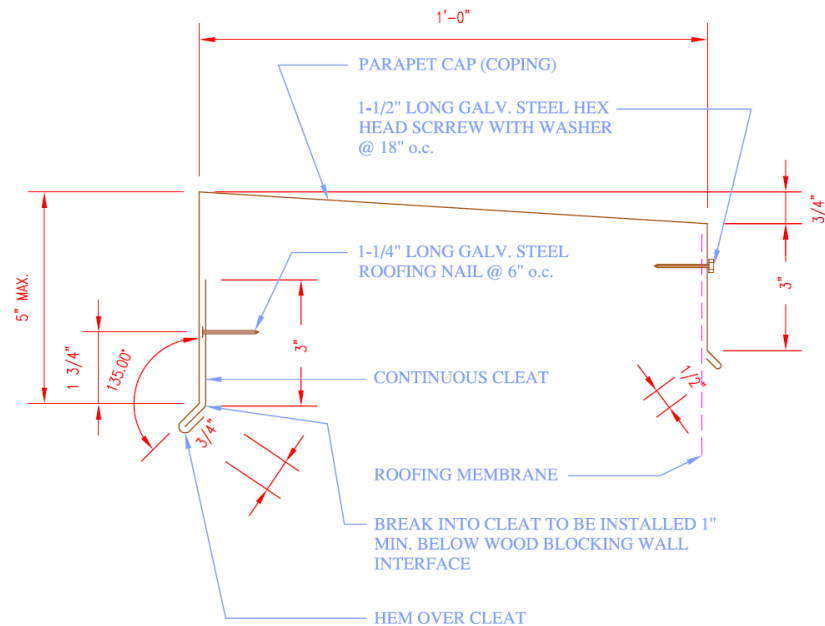 1'-0"
PARAPET CAP (COPING)
1-1/2" LONG GALV. STEEL HEX
HEAD SCRREW WITH WASHER
@ 18" o.c.
3/4"
5" MAX.
1-1/4" LONG GALV. STEEL
ROOFING NAIL @ 6" o.c.
3"
1 3/4"
135.00°
3"
CONTINUOUS CLEAT
1/2"
3/4"
ROOFING MEMBRANE
BREAK INTO CLEAT TO BE INSTALLED 1"
MIN. BELOW WOOD BLOCKING WALL
INTERFACE
HEM OVER CLEAT